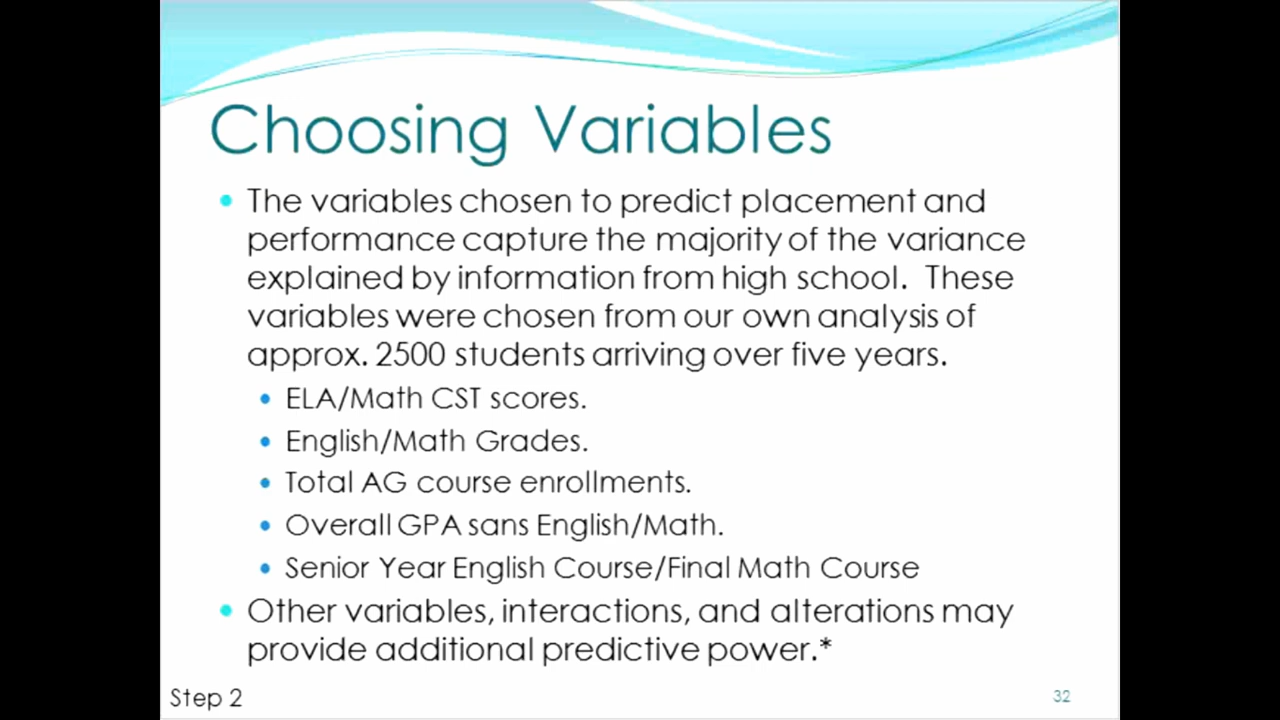 Choosing Variables
• The variables chosen to predict placement and
performance capture the majority of the variance
explained by information from high school. These
variables were chosen from our own analysis of
approx. 2500 students arriving over five years.
• ELA/Math CST scores.
• English/Math Grades.
• Total AG course enrollments.
• Overall GPA sans English/Math.
• Senior Year English Course/Final Math Course
• Other variables, interactions, and alterations may
provide additional predictive power.*
Step 2
32